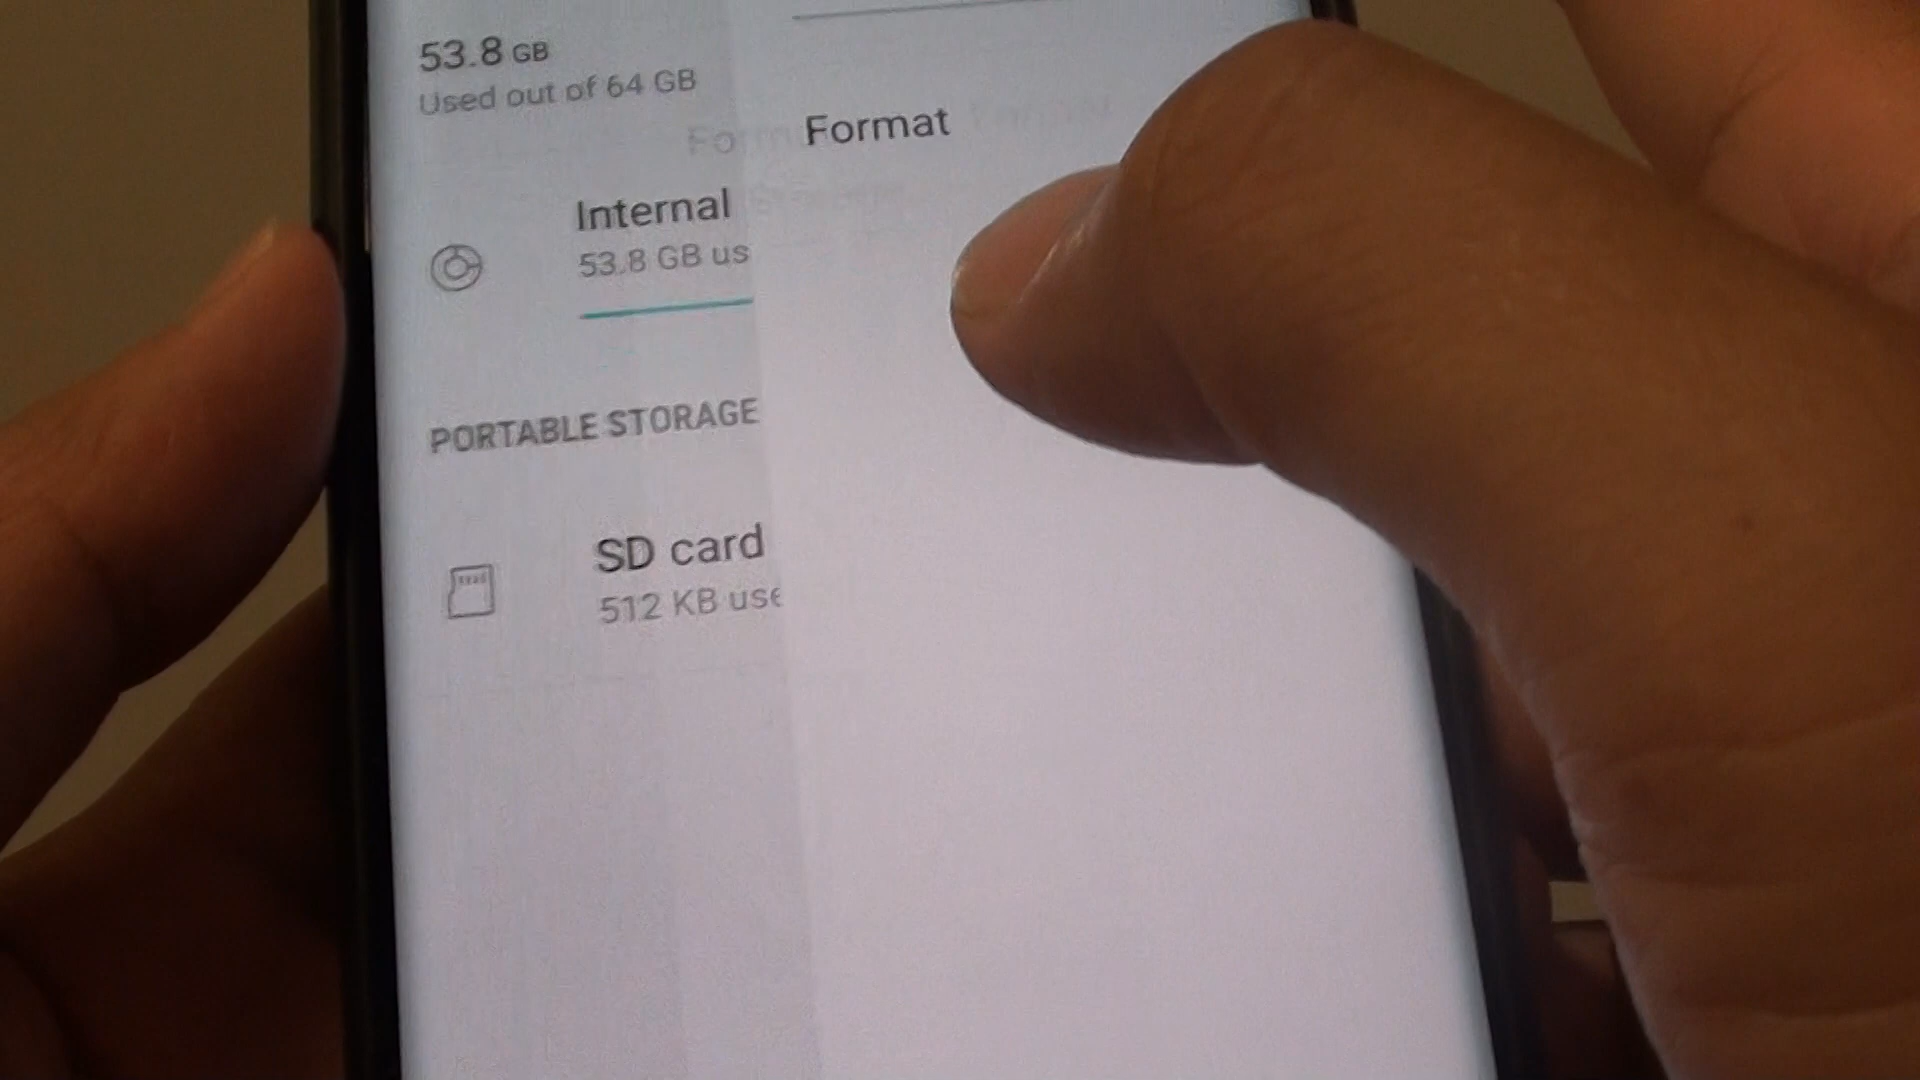 53.8 GB
Used out of 64 GB
Format
Internal
53.8 GB us
PORTABLE STORAGE
SD card
512 KB use